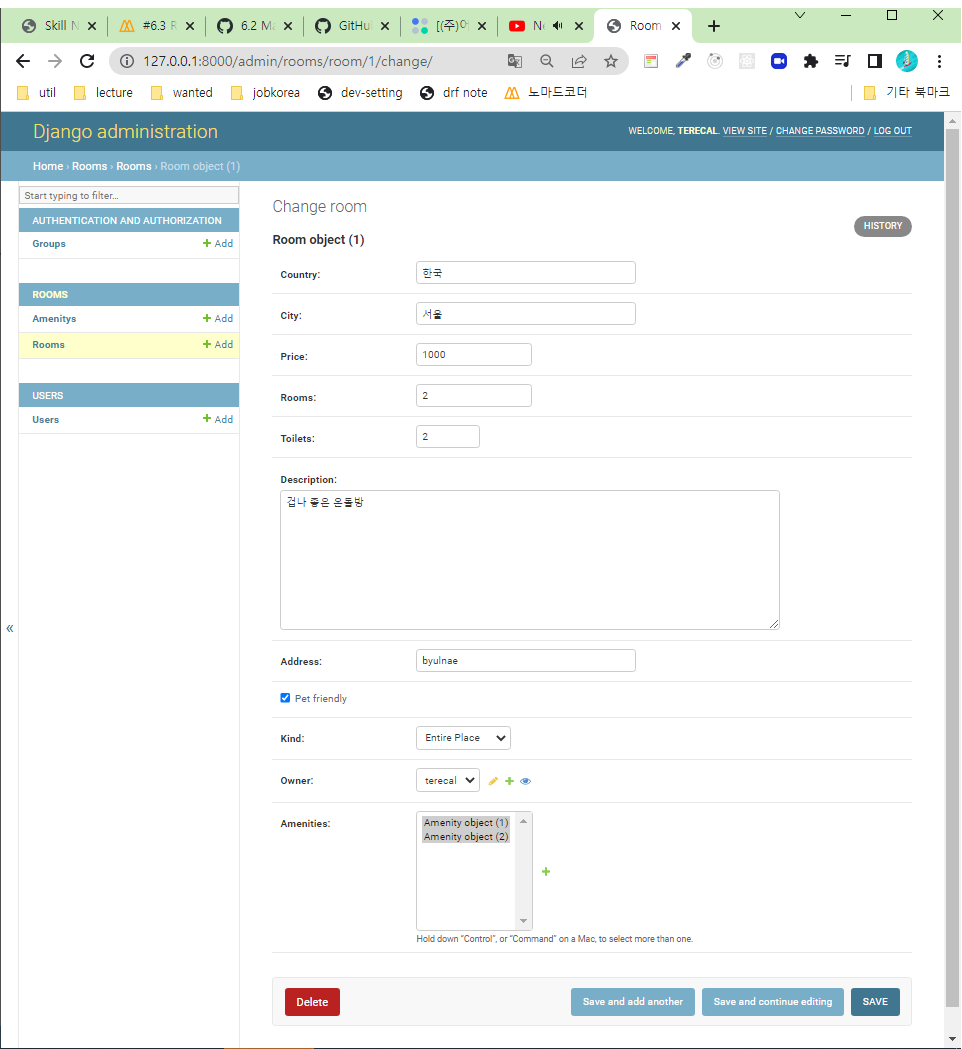 Skill N #6.3 R 6.2 Ma GitHu [(주)어 Ne Room
127.0.0.1:8000/admin/rooms/room/1/change/
util lecture wanted jobkorea dev-setting drf note 노마드코더 기타 북마크
Django administration WELCOME, TERECAL. VIEW SITE / CHANGE PASSWORD / LOG OUT
Home › Rooms › Rooms › Room object (1)
Start typing to filter...
AUTHENTICATION AND AUTHORIZATION
Groups + Add
ROOMS
Amenitys + Add
Rooms + Add
USERS
Users + Add
«
Change room
HISTORY
Room object (1)
Country: 한국
City: 서울
Price: 1000
Rooms: 2
Toilets: 2
Description:
겁나 좋은 온돌방
Address: byulnae
Pet friendly
Kind: Entire Place
Owner: terecal
Amenities: Amenity object (1)
Amenity object (2)
Hold down “Control”, or “Command” on a Mac, to select more than one.
Delete Save and add another Save and continue editing SAVE